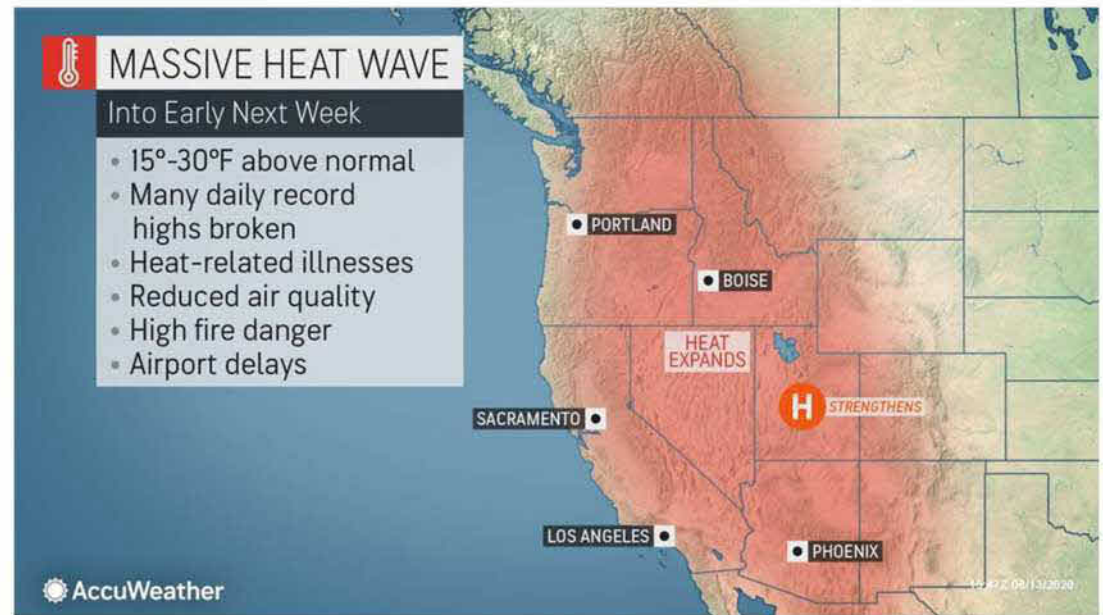 MASSIVE HEAT WAVE
Into Early Next Week
• 15°-30°F above normal
• Many daily record
highs broken
• Heat-related illnesses
• Reduced air quality
• High fire danger
• Airport delays
PORTLAND
BOISE
HEAT
EXPANDS
H STRENGTHENS
SACRAMENTO
LOS ANGELES
PHOENIX
AccuWeather